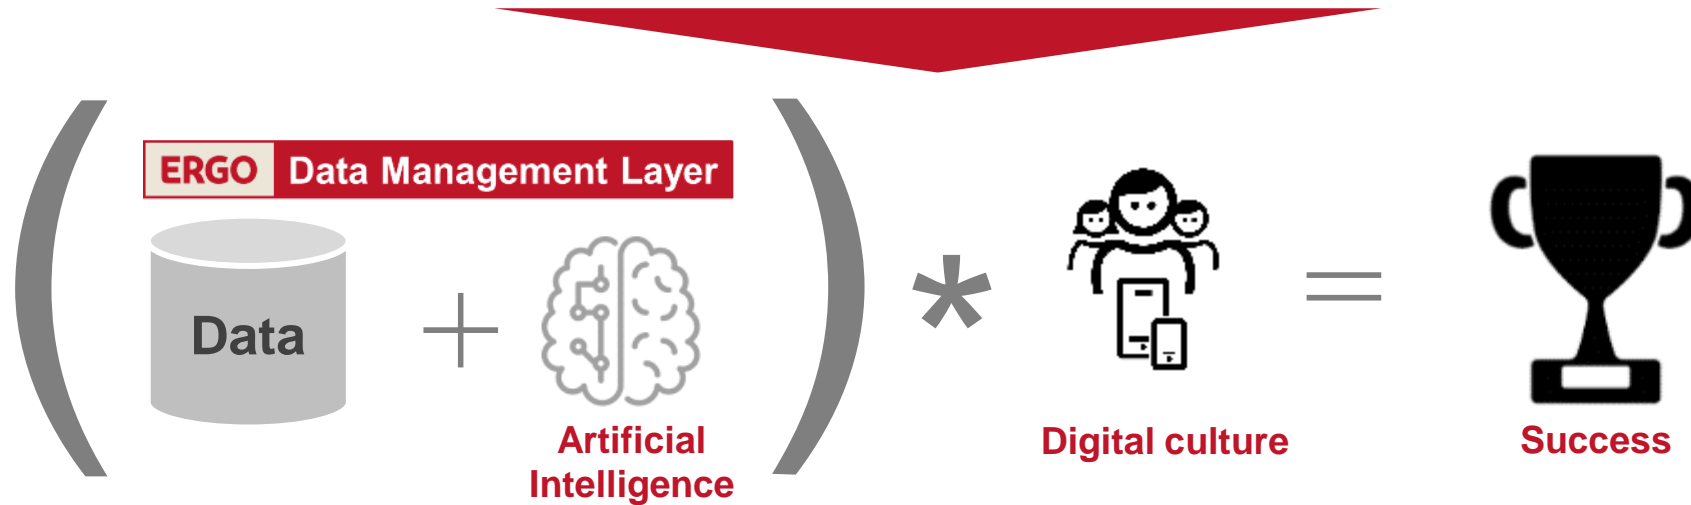 ERGO Data Management Layer
Data
Artificial
Intelligence
Digital culture
Success